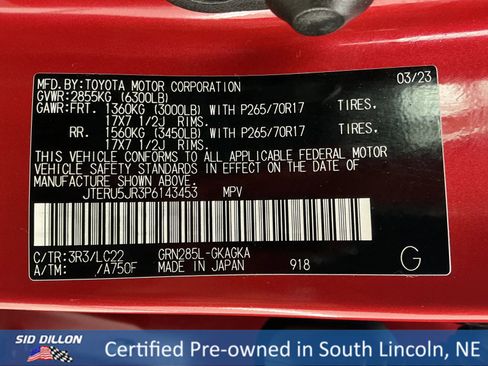 MFD.BY:TOYOTA MOTOR CORPORATION 03/23
GVWR:2855KG (6300LB)
GAWR:FRT. 1360KG (3000LB) WITH P265/70R17 TIRES.
17X7 1/2J RIMS.
RR. 1560KG (3450LB) WITH P265/70R17 TIRES.
17X7 1/2J RIMS.
THIS VEHICLE CONFORMS TO ALL APPLICABLE FEDERAL MOTOR
VEHICLE SAFETY STANDARDS IN EFFECT ON THE DATE OF
MANUFACTURE SHOWN ABOVE.
JTERU5JR3P6143453 MPV
C/TR:3R3/LC22 GRN285L-GKAGKA
A/TM: /A750F MADE IN JAPAN 918 G
SID DILLON Certified Pre-owned in South Lincoln, NE